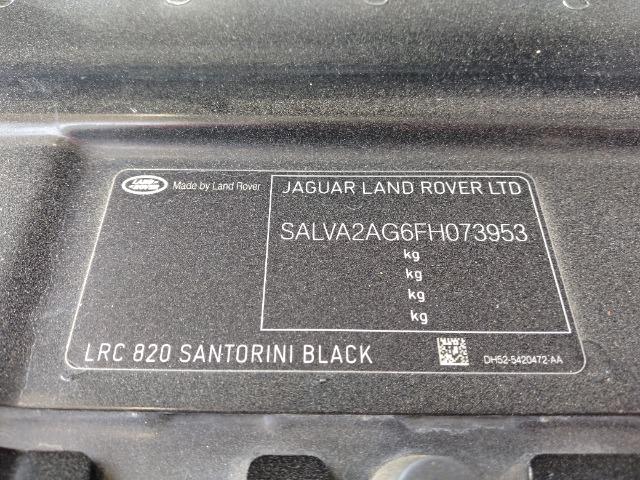 LAND ROVER
Made by Land Rover
JAGUAR LAND ROVER LTD
SALVA2AG6FH073953
kg
kg
kg
kg
LRC 820 SANTORINI BLACK
DH52-5420472-AA